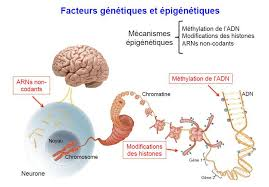 Facteurs génétiques et épigénétiques
Mécanismes
épigénétiques
Méthylation de l'ADN
Modifications des histones
ARNs non-codants
ARNs non-
codants
Méthylation de l'ADN
Chromatine
ADN
Noyau
Chromosome
Modifications
des histones
Gène 1
Gène 2
Neurone